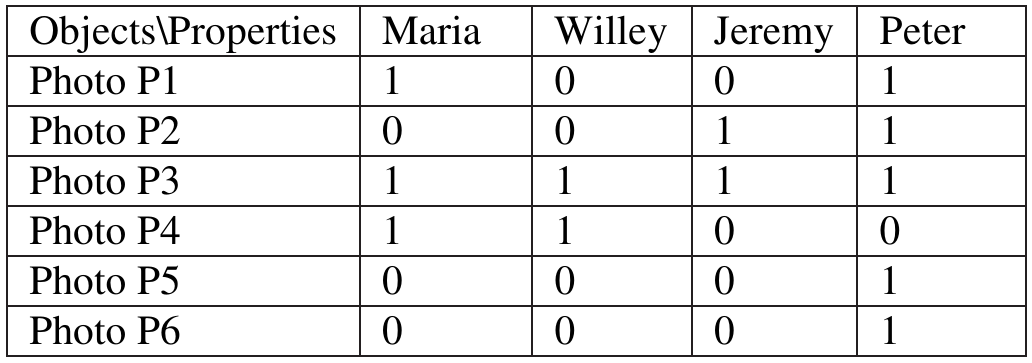 Objects\Properties Maria Willey Jeremy Peter
Photo P1 1 0 0 1
Photo P2 0 0 1 1
Photo P3 1 1 1 1
Photo P4 1 1 0 0
Photo P5 0 0 0 1
Photo P6 0 0 0 1